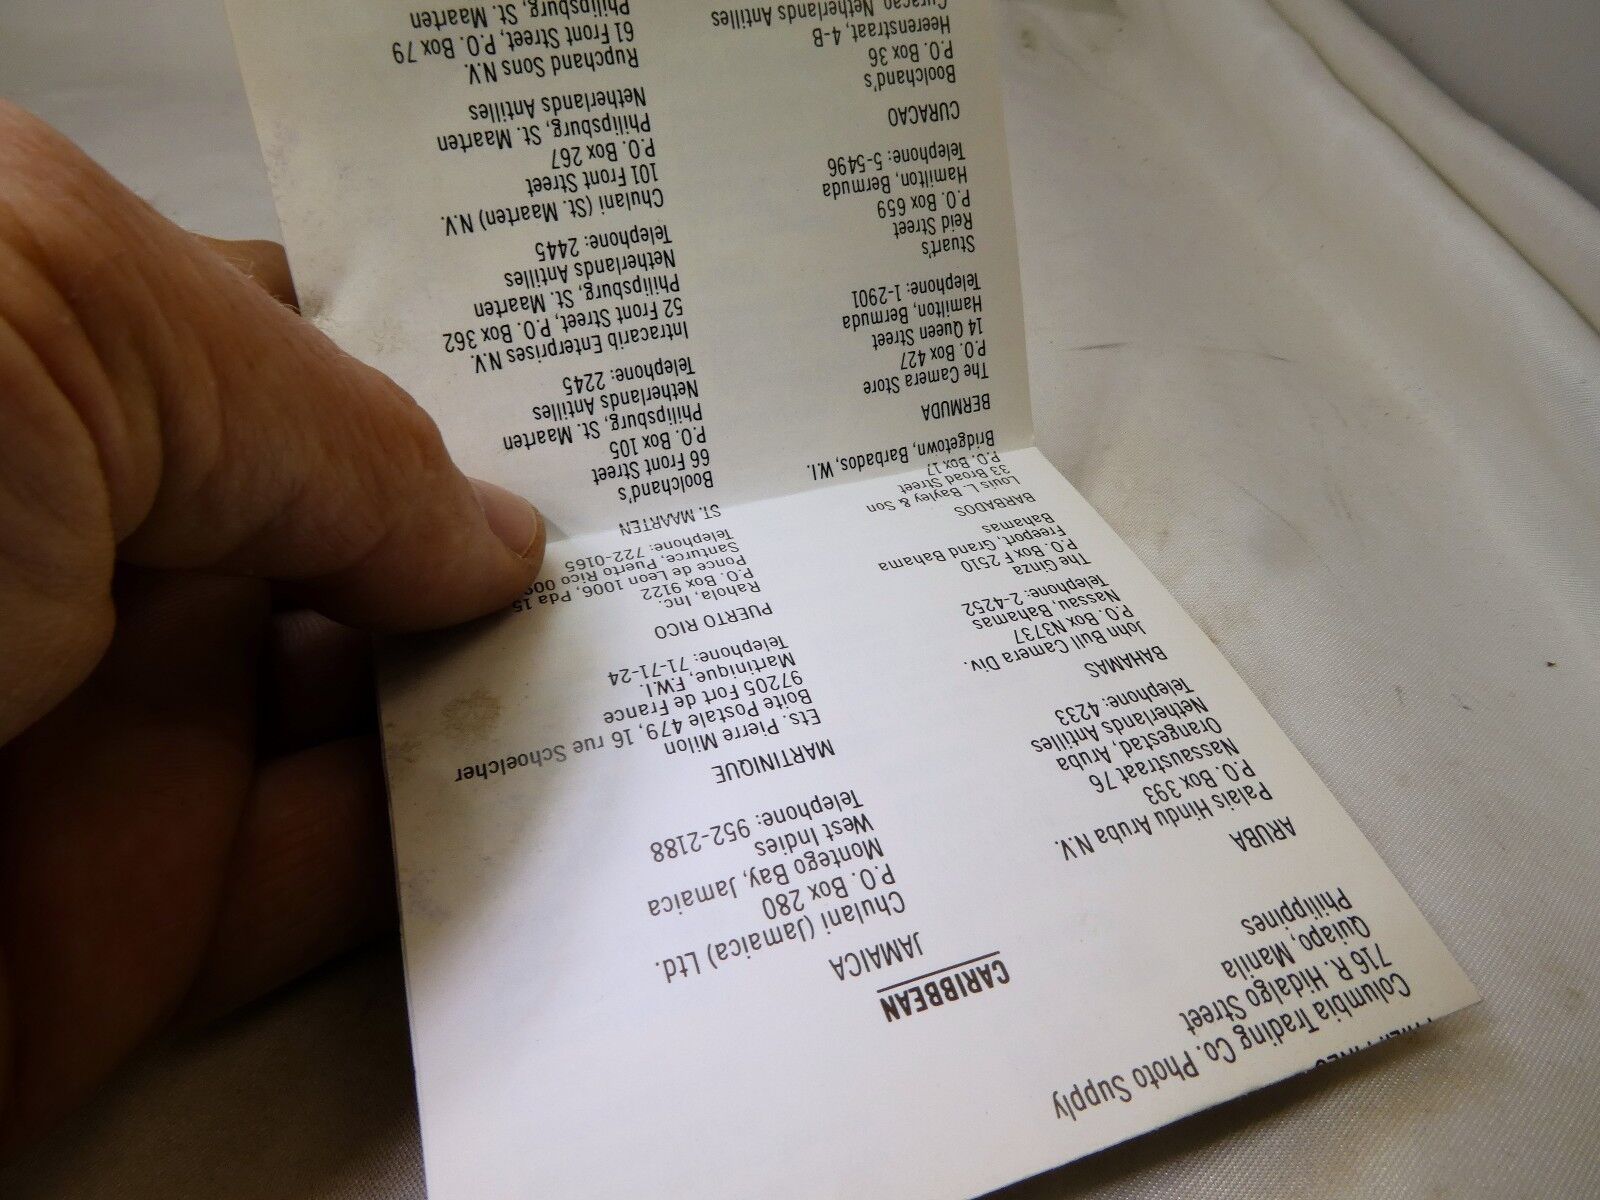 PHILIPPINES
Columbia Trading Co. Photo Supply
716 R. Hidalgo Street
Quiapo, Manila
Philippines
CARIBBEAN
ARUBA
Palais Hindu Aruba N.V.
P.O. Box 393
Nassaustraat 76
Orangestad, Aruba
Netherlands Antilles
Telephone: 4233
BAHAMAS
John Bull Camera Div.
P.O. Box N3737
Nassau, Bahamas
Telephone: 2-4252
The Ginza
P.O. Box F 2510
Freeport, Grand Bahama
Bahamas
BARBADOS
Louis L. Bayley & Son
33 Broad Street
P.O. Box 17
Bridgetown, Barbados, W.I.
BERMUDA
The Camera Store
P.O. Box 427
14 Queen Street
Hamilton, Bermuda
Telephone: 1-2901
Stuart's
Reid Street
P.O. Box 659
Hamilton, Bermuda
Telephone: 5-5496
CURACAO
Boolchand's
P.O. Box 36
Heerenstraat, 4-B
Curacao, Netherlands Antilles
JAMAICA
Chulani (Jamaica) Ltd.
P.O. Box 280
Montego Bay, Jamaica
West Indies
Telephone: 952-2188
MARTINIQUE
Ets. Pierre Milon
Boite Postale 479, 16 rue Schoelcher
97205 Fort de France
Martinique, F.W.I.
Telephone: 71-71-24
PUERTO RICO
Rahola, Inc.
P.O. Box 9122
Ponce de Leon 1006, Pda 15
Santurce, Puerto Rico
Telephone: 722-0165
ST. MAARTEN
Boolchand's
66 Front Street
P.O. Box 105
Philipsburg, St. Maarten
Netherlands Antilles
Telephone: 2245
Intracarib Enterprises N.V.
52 Front Street, P.O. Box 362
Philipsburg, St. Maarten
Netherlands Antilles
Telephone: 2445
Chulani (St. Maarten) N.V.
101 Front Street
P.O. Box 267
Philipsburg, St. Maarten
Netherlands Antilles
Rupchand Sons N.V.
61 Front Street, P.O. Box 79
Philipsburg, St. Maarten